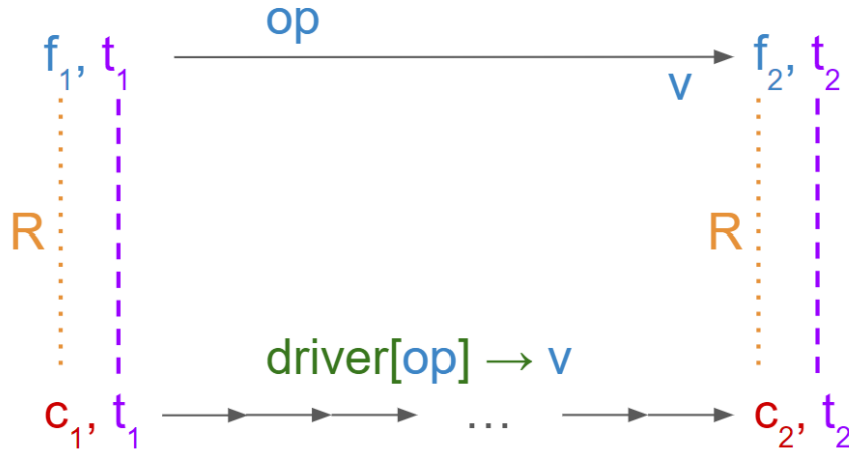 op
f₁, t₁
f₂, t₂
v
R
R
driver[op] → v
c₁, t₁
...
c₂, t₂